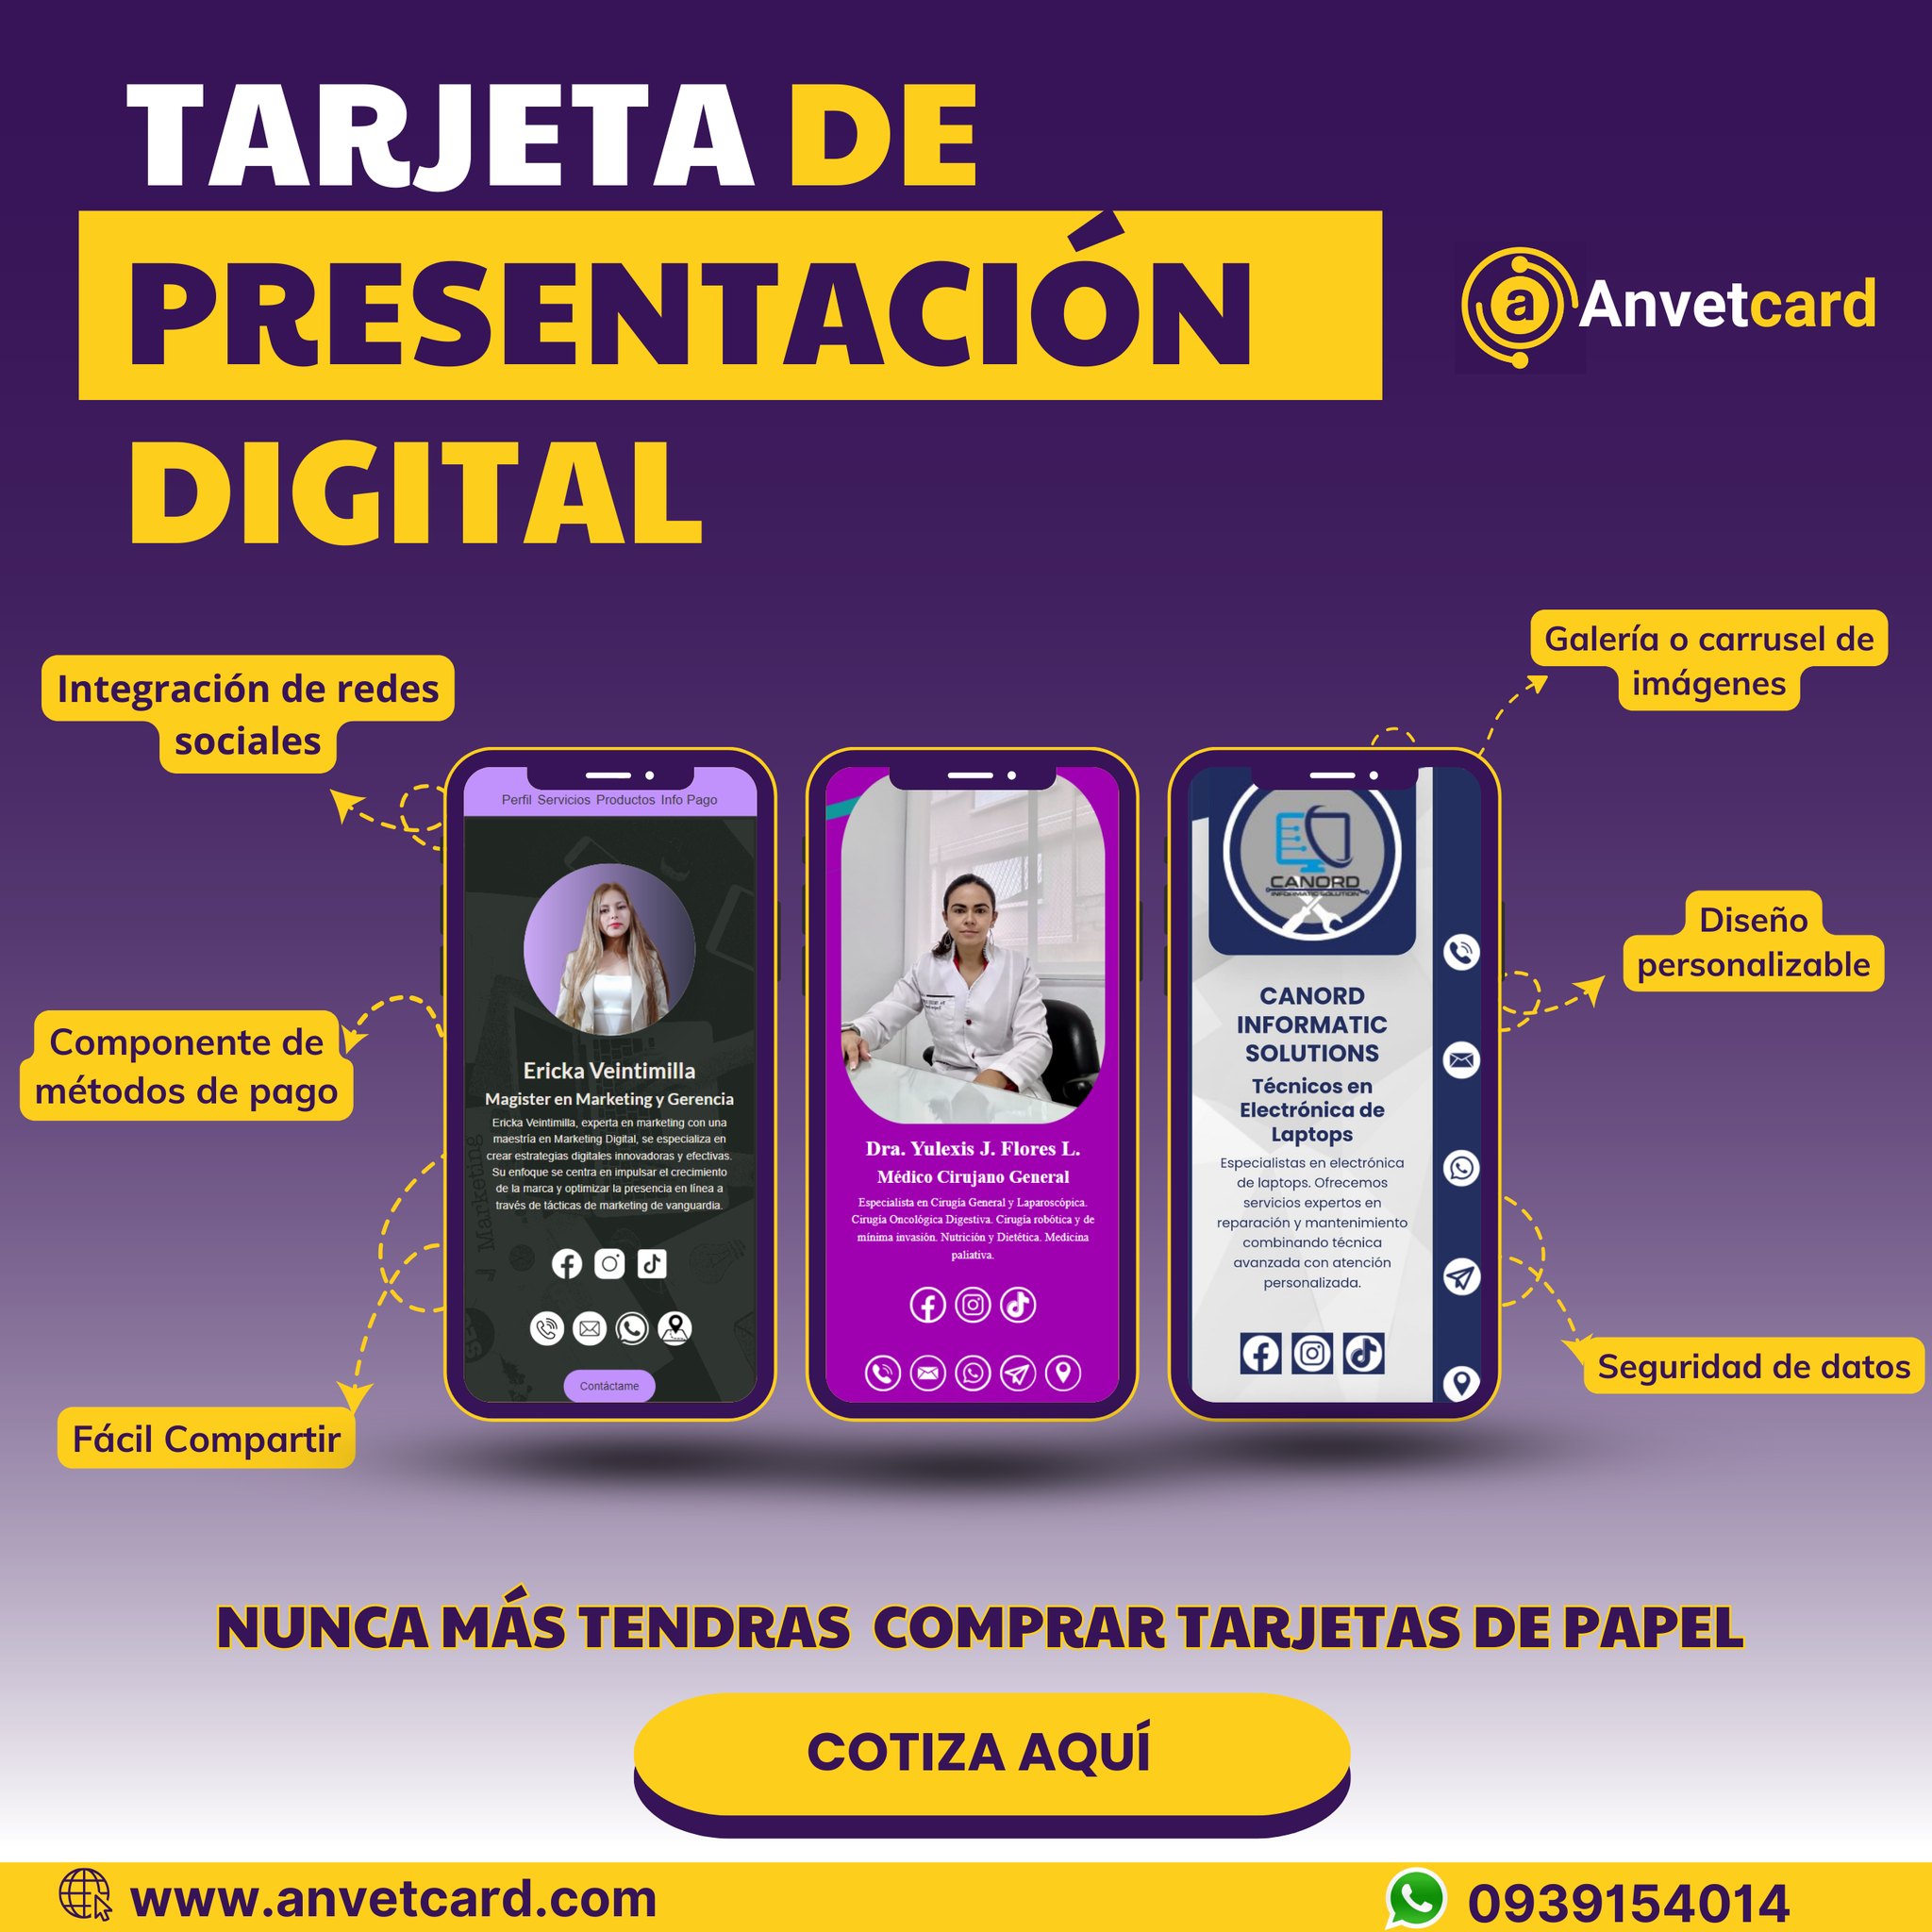 TARJETA DE
PRESENTACIÓN
DIGITAL
a
Anvetcard
Integración de redes
sociales
Componente de
métodos de pago
Fácil Compartir
Galería o carrusel de
imágenes
Diseño
personalizable
Seguridad de datos
Perfil Servicios Productos Info Pago
Marketing
Ericka Veintimilla
Magister en Marketing y Gerencia
Ericka Veintimilla, experta en marketing con una
maestría en Marketing Digital, se especializa en
crear estrategias digitales innovadoras y efectivas.
Su enfoque se centra en impulsar el crecimiento
de la marca y optimizar la presencia en línea a
través de tácticas de marketing de vanguardia.
Contáctame
Dra. Yulexis J. Flores L.
Médico Cirujano General
Especialista en Cirugía General y Laparoscópica.
Cirugía Oncológica Digestiva. Cirugía robótica y de
mínima invasión. Nutrición y Dietética. Medicina
paliativa.
CANORD
INFORMATIC SOLUTION
CANORD
INFORMATIC
SOLUTIONS
Técnicos en
Electrónica de
Laptops
Especialistas en electrónica
de laptops. Ofrecemos
servicios expertos en
reparación y mantenimiento
combinando técnica
avanzada con atención
personalizada.
NUNCA MÁS TENDRAS COMPRAR TARJETAS DE PAPEL
COTIZA AQUÍ
www.anvetcard.com
0939154014